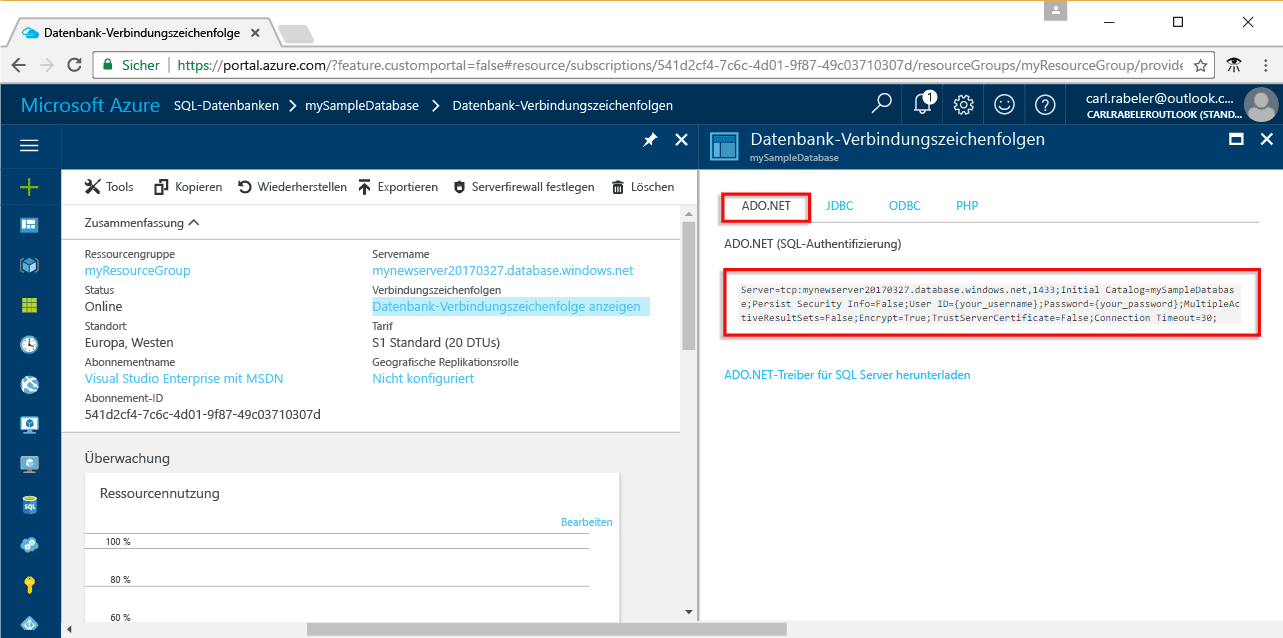 Datenbank-Verbindungszeichenfolge
Sicher https://portal.azure.com/?feature.customportal=false#resource/subscriptions/541d2cf4-7c6c-4d01-9f87-49c03710307d/resourceGroups/myResourceGroup/provide
Microsoft Azure SQL-Datenbanken > mySampleDatabase > Datenbank-Verbindungszeichenfolgen
1
carl.rabeler@outlook.c...
CARLRABELEROUTLOOK (STAND...
Datenbank-Verbindungszeichenfolgen
mySampleDatabase
Tools Kopieren Wiederherstellen Exportieren Serverfirewall festlegen Löschen
Zusammenfassung
Ressourcengruppe
myResourceGroup
Status
Online
Standort
Europa, Westen
Abonnementname
Visual Studio Enterprise mit MSDN
Abonnement-ID
541d2cf4-7c6c-4d01-9f87-49c03710307d
Servername
mynewserver20170327.database.windows.net
Verbindungszeichenfolgen
Datenbank-Verbindungszeichenfolge anzeigen
Tarif
S1 Standard (20 DTUs)
Geografische Replikationsrolle
Nicht konfiguriert
Überwachung
Ressourcennutzung
Bearbeiten
100 %
80 %
60 %
SQL
ADO.NET JDBC ODBC PHP
ADO.NET (SQL-Authentifizierung)
Server=tcp:mynewserver20170327.database.windows.net,1433;Initial Catalog=mySampleDatabas
e;Persist Security Info=False;User ID={your_username};Password={your_password};MultipleAc
tiveResultSets=False;Encrypt=True;TrustServerCertificate=False;Connection Timeout=30;
ADO.NET-Treiber für SQL Server herunterladen